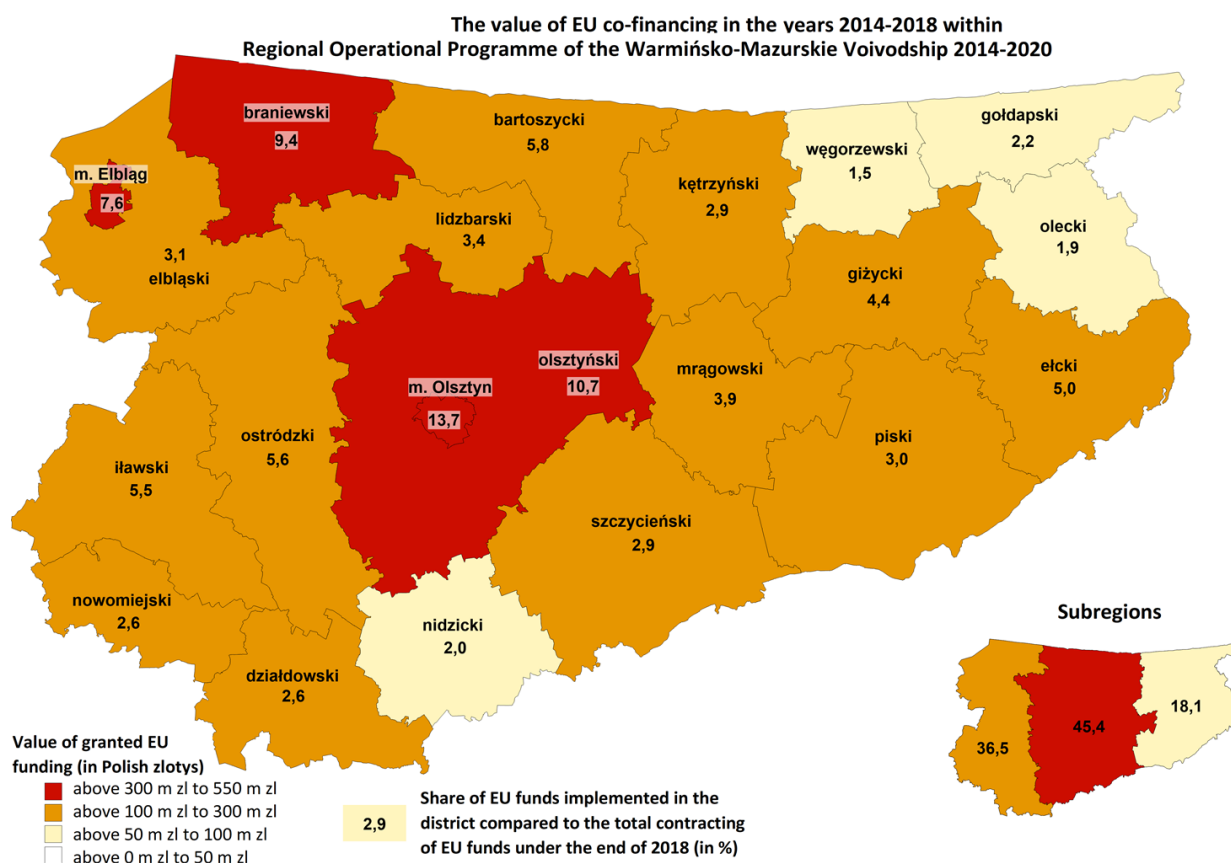 The value of EU co-financing in the years 2014-2018 within
Regional Operational Programme of the Warmińsko-Mazurskie Voivodship 2014-2020
braniewski
9,4
bartoszycki
5,8
gołdapski
2,2
węgorzewski
1,5
m. Elbląg
7,6
kętrzyński
2,9
lidzbarski
3,4
olecki
1,9
3,1
elbląski
giżycki
4,4
olsztyński
10,7
m. Olsztyn
13,7
mrągowski
3,9
ełcki
5,0
ostródzki
5,6
piski
3,0
iławski
5,5
szczycieński
2,9
nowomiejski
2,6
nidzicki
2,0
działdowski
2,6
Subregions
36,5
45,4
18,1
Value of granted EU
funding (in Polish zlotys)
above 300 m zl to 550 m zl
above 100 m zl to 300 m zl
above 50 m zl to 100 m zl
above 0 m zl to 50 m zl
2,9
Share of EU funds implemented in the
district compared to the total contracting
of EU funds under the end of 2018 (in %)